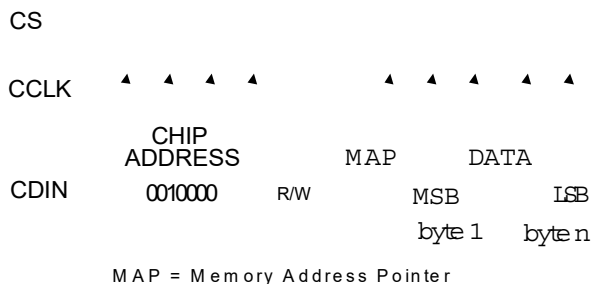 CS
CCLK
CHIP
ADDRESS
MAP DATA
CDIN 0010000 R/W MSB LSB
byte 1 byte n
MAP = Memory Address Pointer